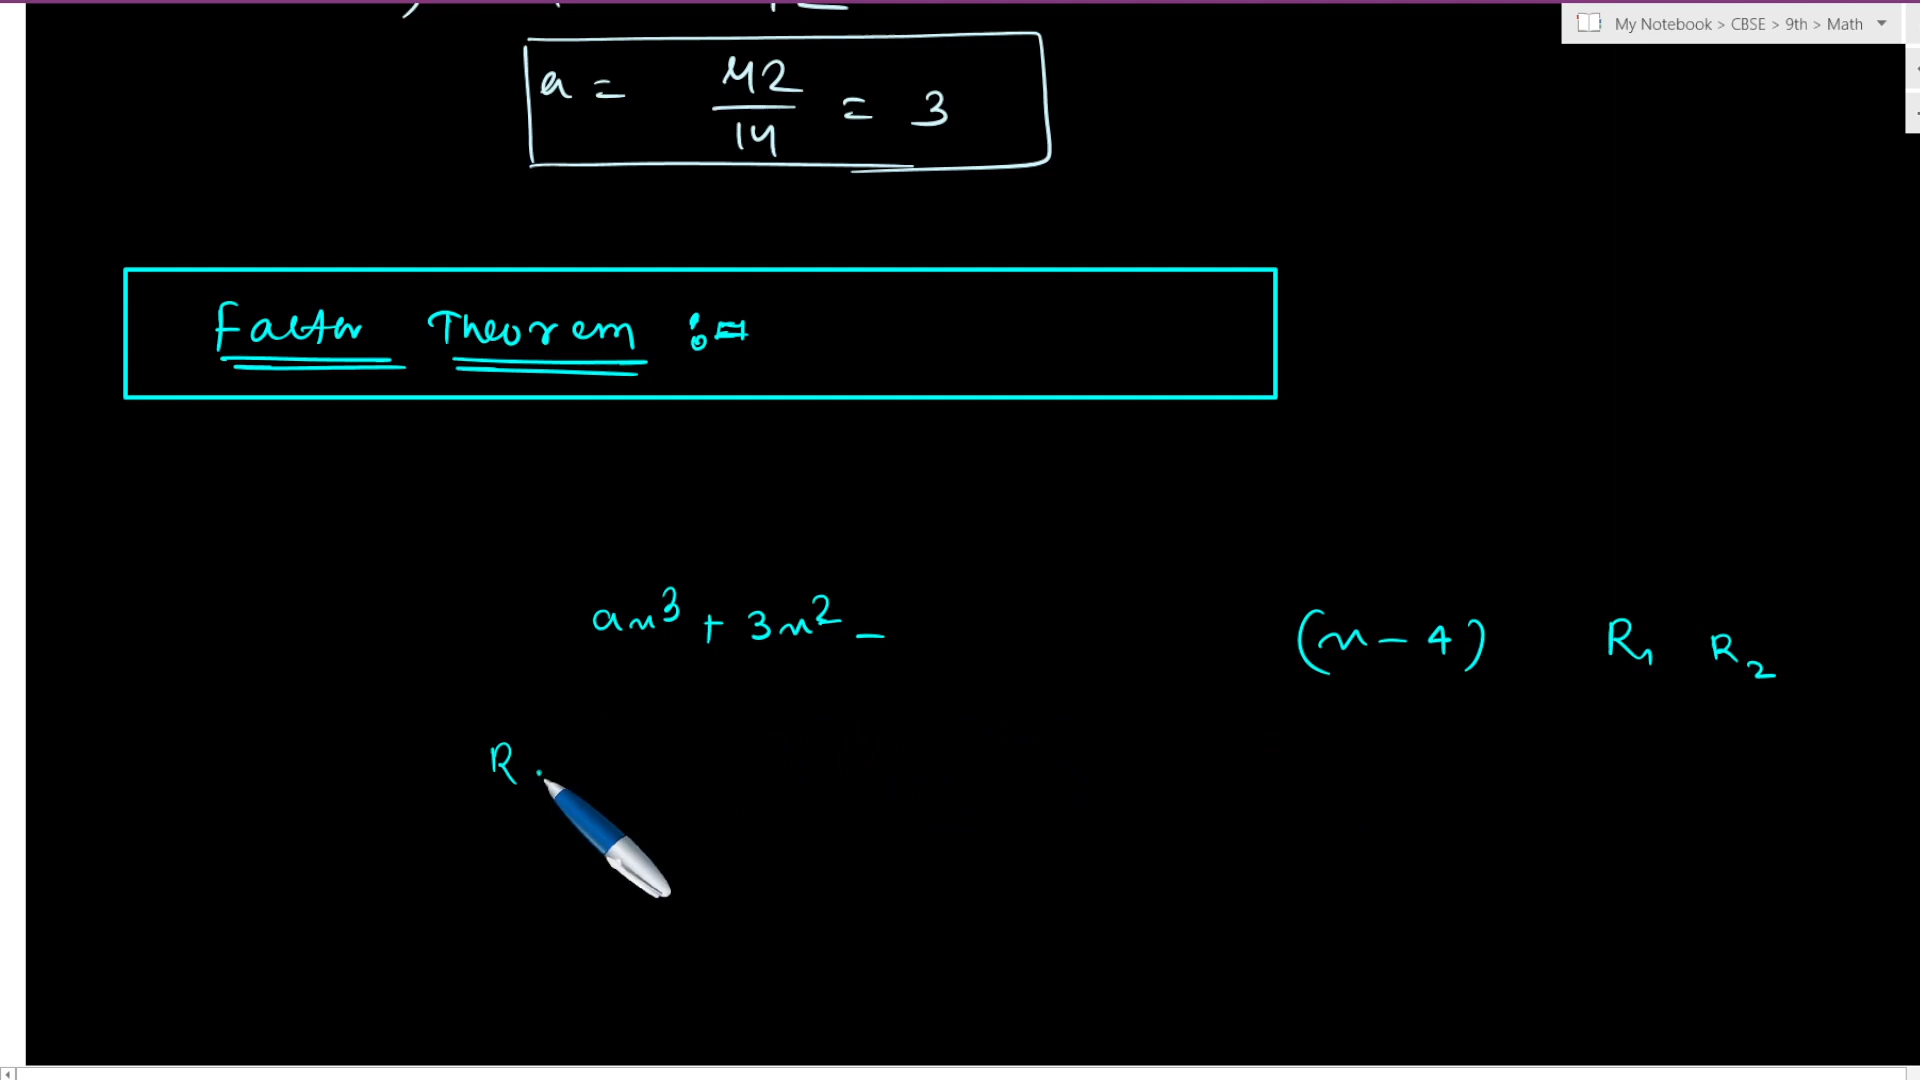 My Notebook > CBSE > 9th > Math
a = 42/14 = 3
Factor Theorem :=
ax³ + 3x² – (x – 4) R₁ R₂
R